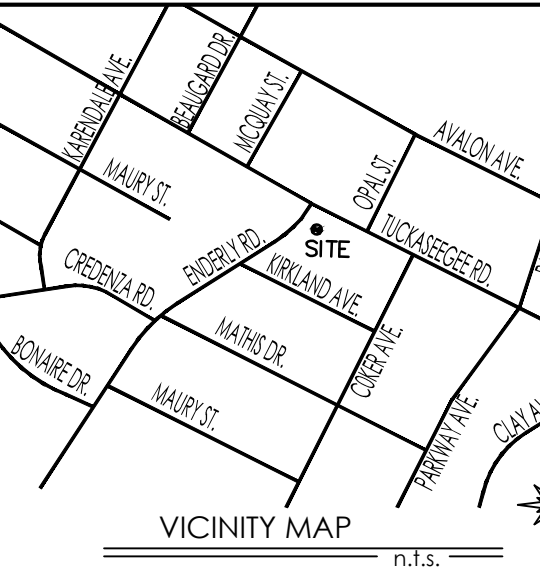 KARENDALE AVE.
BEAUGARD DR.
MCQUAY ST.
AVALON AVE.
OPAL ST.
MAURY ST.
TUCKASEEGEE RD.
ENDERLY RD.
SITE
CREDENZA RD.
KIRKLAND AVE.
MATHIS DR.
COKER AVE.
BONAIRE DR.
MAURY ST.
PARKWAY AVE.
CLAY
VICINITY MAP
n.t.s.